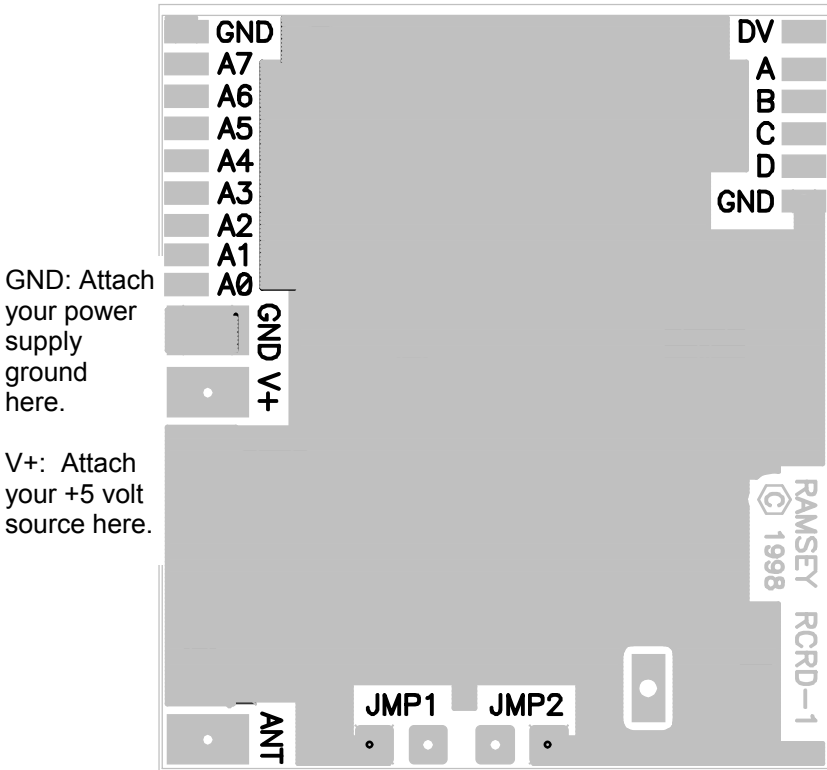 GND
A7
A6
A5
A4
A3
A2
A1
A0
GND V+
GND: Attach
your power
supply
ground
here.
V+: Attach
your +5 volt
source here.
ANT
JMP1
JMP2
DV
A
B
C
D
GND
RAMSEY RCRD-1
© 1998